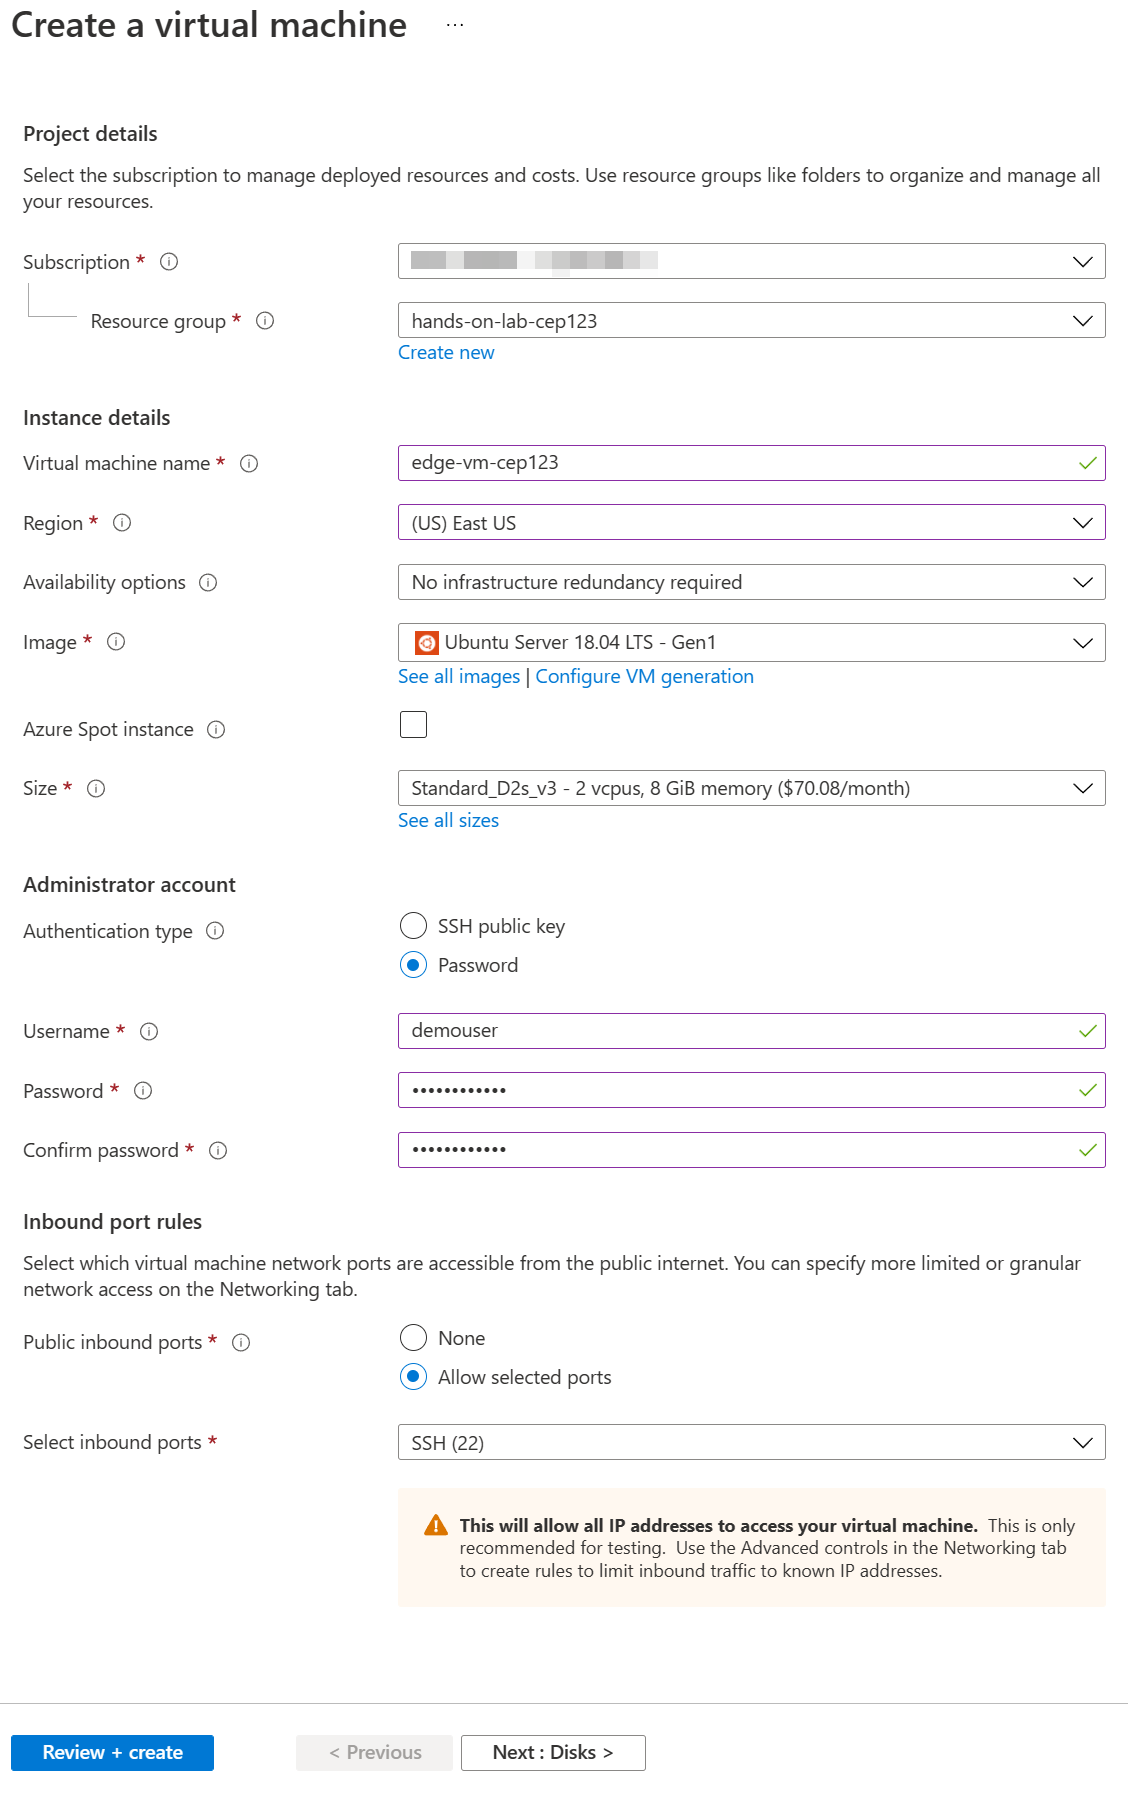 Create a virtual machine ...
Project details
Select the subscription to manage deployed resources and costs. Use resource groups like folders to organize and manage all
your resources.
Subscription *
Resource group * hands-on-lab-cep123
Create new
Instance details
Virtual machine name * edge-vm-cep123
Region * (US) East US
Availability options No infrastructure redundancy required
Image * Ubuntu Server 18.04 LTS - Gen1
See all images | Configure VM generation
Azure Spot instance
Size * Standard_D2s_v3 - 2 vcpus, 8 GiB memory ($70.08/month)
See all sizes
Administrator account
Authentication type
SSH public key
Password
Username * demouser
Password * ••••••••••••
Confirm password * ••••••••••••
Inbound port rules
Select which virtual machine network ports are accessible from the public internet. You can specify more limited or granular
network access on the Networking tab.
Public inbound ports *
None
Allow selected ports
Select inbound ports * SSH (22)
This will allow all IP addresses to access your virtual machine. This is only
recommended for testing. Use the Advanced controls in the Networking tab
to create rules to limit inbound traffic to known IP addresses.
Review + create < Previous Next : Disks >